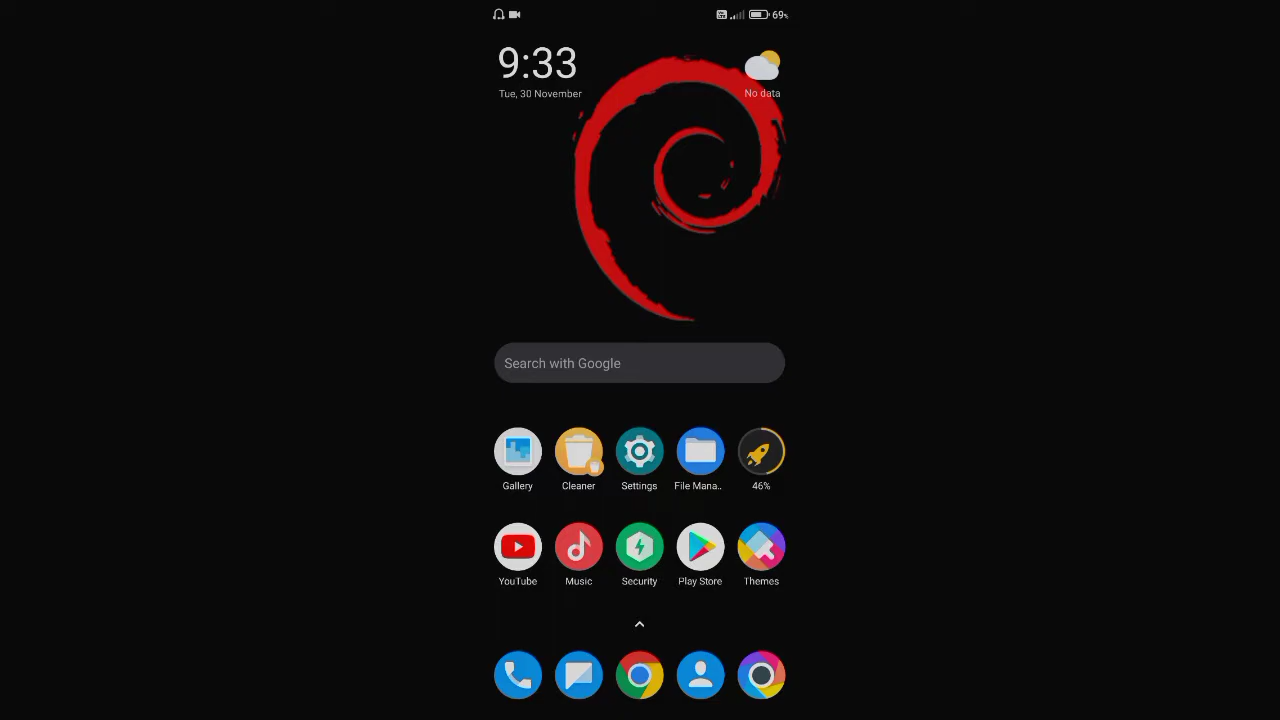 69%
9:33
Tue, 30 November
No data
Search with Google
Gallery
Cleaner
Settings
File Mana..
46%
YouTube
Music
Security
Play Store
Themes